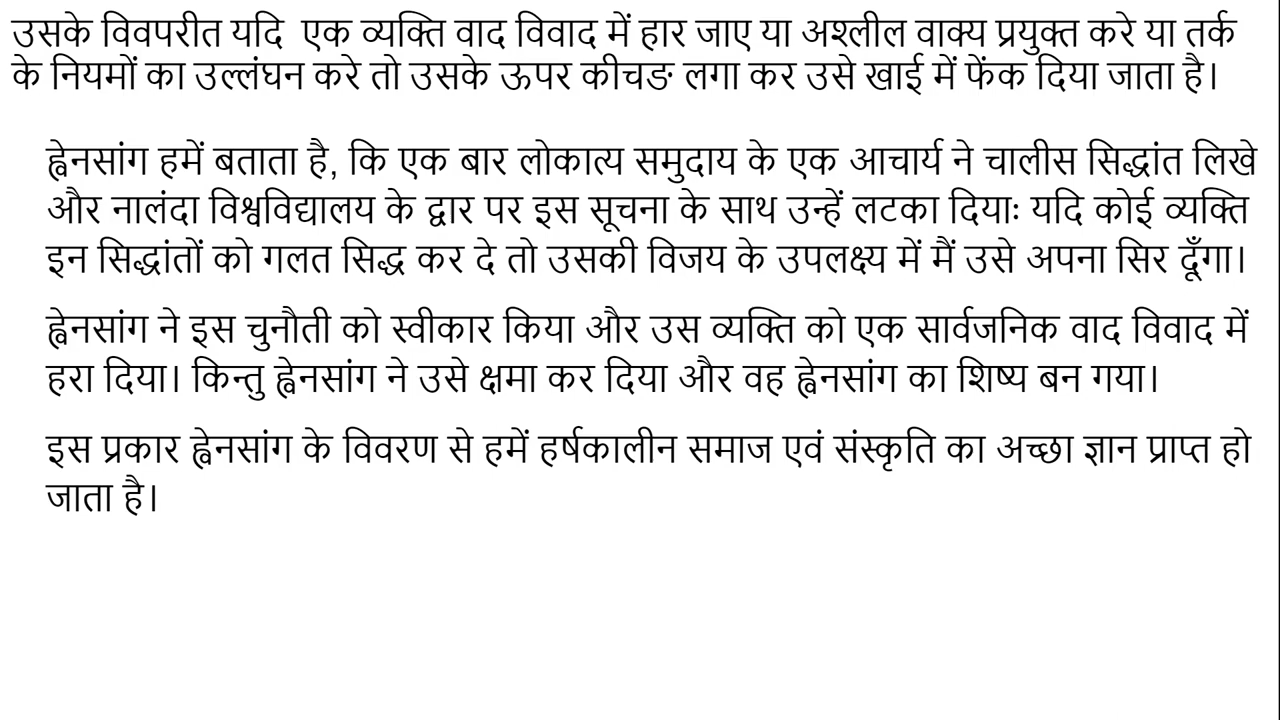 उसके विवपरीत यदि एक व्यक्ति वाद विवाद में हार जाए या अश्लील वाक्य प्रयुक्त करे या तर्क
के नियमों का उल्लंघन करे तो उसके ऊपर कीचङ लगा कर उसे खाई में फेंक दिया जाता है।
ह्वेनसांग हमें बताता है, कि एक बार लोकात्य समुदाय के एक आचार्य ने चालीस सिद्धांत लिखे
और नालंदा विश्वविद्यालय के द्वार पर इस सूचना के साथ उन्हें लटका दियाः यदि कोई व्यक्ति
इन सिद्धांतों को गलत सिद्ध कर दे तो उसकी विजय के उपलक्ष्य में मैं उसे अपना सिर दूँगा।
ह्वेनसांग ने इस चुनौती को स्वीकार किया और उस व्यक्ति को एक सार्वजनिक वाद विवाद में
हरा दिया। किन्तु ह्वेनसांग ने उसे क्षमा कर दिया और वह ह्वेनसांग का शिष्य बन गया।
इस प्रकार ह्वेनसांग के विवरण से हमें हर्षकालीन समाज एवं संस्कृति का अच्छा ज्ञान प्राप्त हो
जाता है।